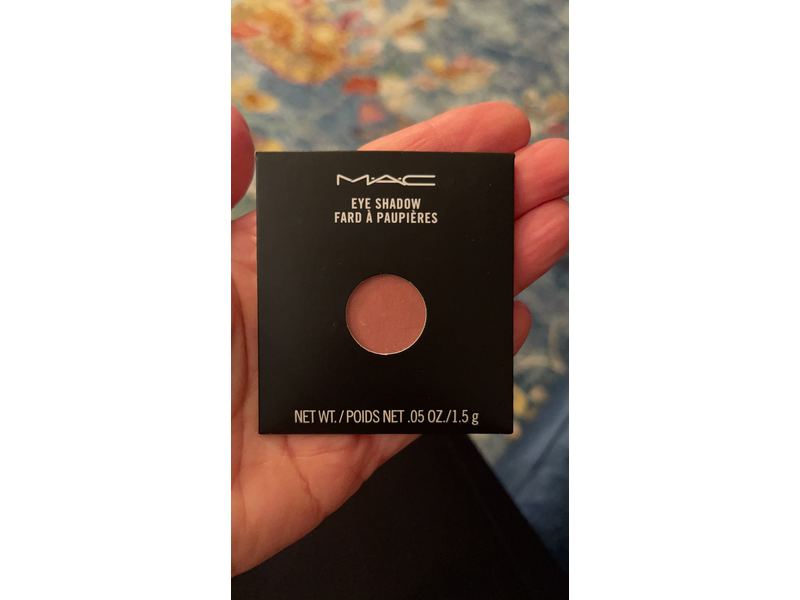 M·A·C
EYE SHADOW
FARD À PAUPIÈRES
NET WT. / POIDS NET .05 OZ./1.5 g